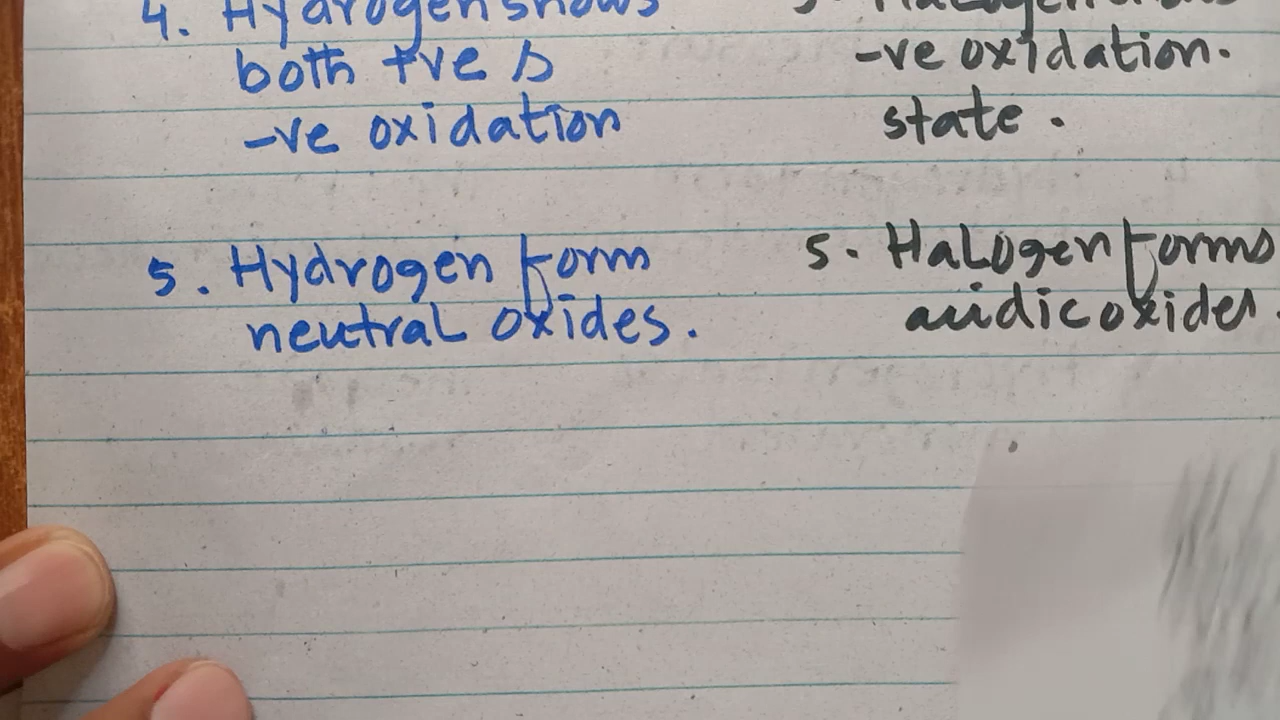 4. Hydrogen shows
both +ve &
-ve oxidation
5. Hydrogen form
neutral oxides.
-ve oxidation.
state.
5. Halogen forms
acidic oxides.